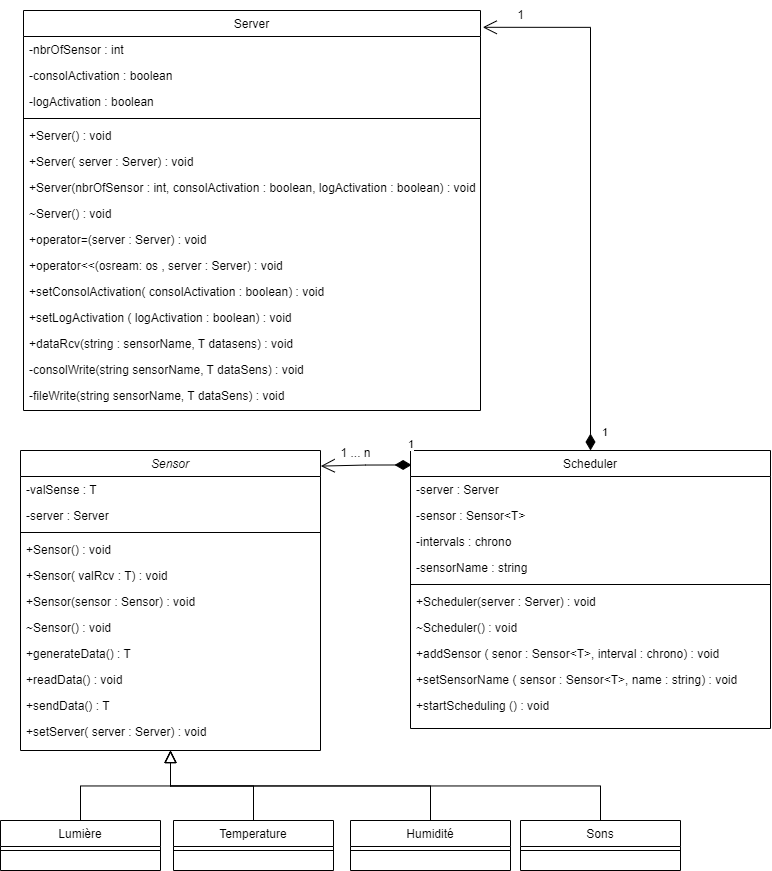 Server
-nbrOfSensor : int
-consolActivation : boolean
-logActivation : boolean
+Server() : void
+Server( server : Server) : void
+Server(nbrOfSensor : int, consolActivation : boolean, logActivation : boolean) : void
~Server() : void
+operator=(server : Server) : void
+operator<<(osream: os , server : Server) : void
+setConsolActivation( consolActivation : boolean) : void
+setLogActivation ( logActivation : boolean) : void
+dataRcv(string : sensorName, T datasens) : void
-consolWrite(string sensorName, T dataSens) : void
-fileWrite(string sensorName, T dataSens) : void
1
1
1 ... n
1
Sensor
-valSense : T
-server : Server
+Sensor() : void
+Sensor( valRcv : T) : void
+Sensor(sensor : Sensor) : void
~Sensor() : void
+generateData() : T
+readData() : void
+sendData() : T
+setServer( server : Server) : void
Scheduler
-server : Server
-sensor : Sensor<T>
-intervals : chrono
-sensorName : string
+Scheduler(server : Server) : void
~Scheduler() : void
+addSensor ( senor : Sensor<T>, interval : chrono) : void
+setSensorName ( sensor : Sensor<T>, name : string) : void
+startScheduling () : void
Lumière
Temperature
Humidité
Sons